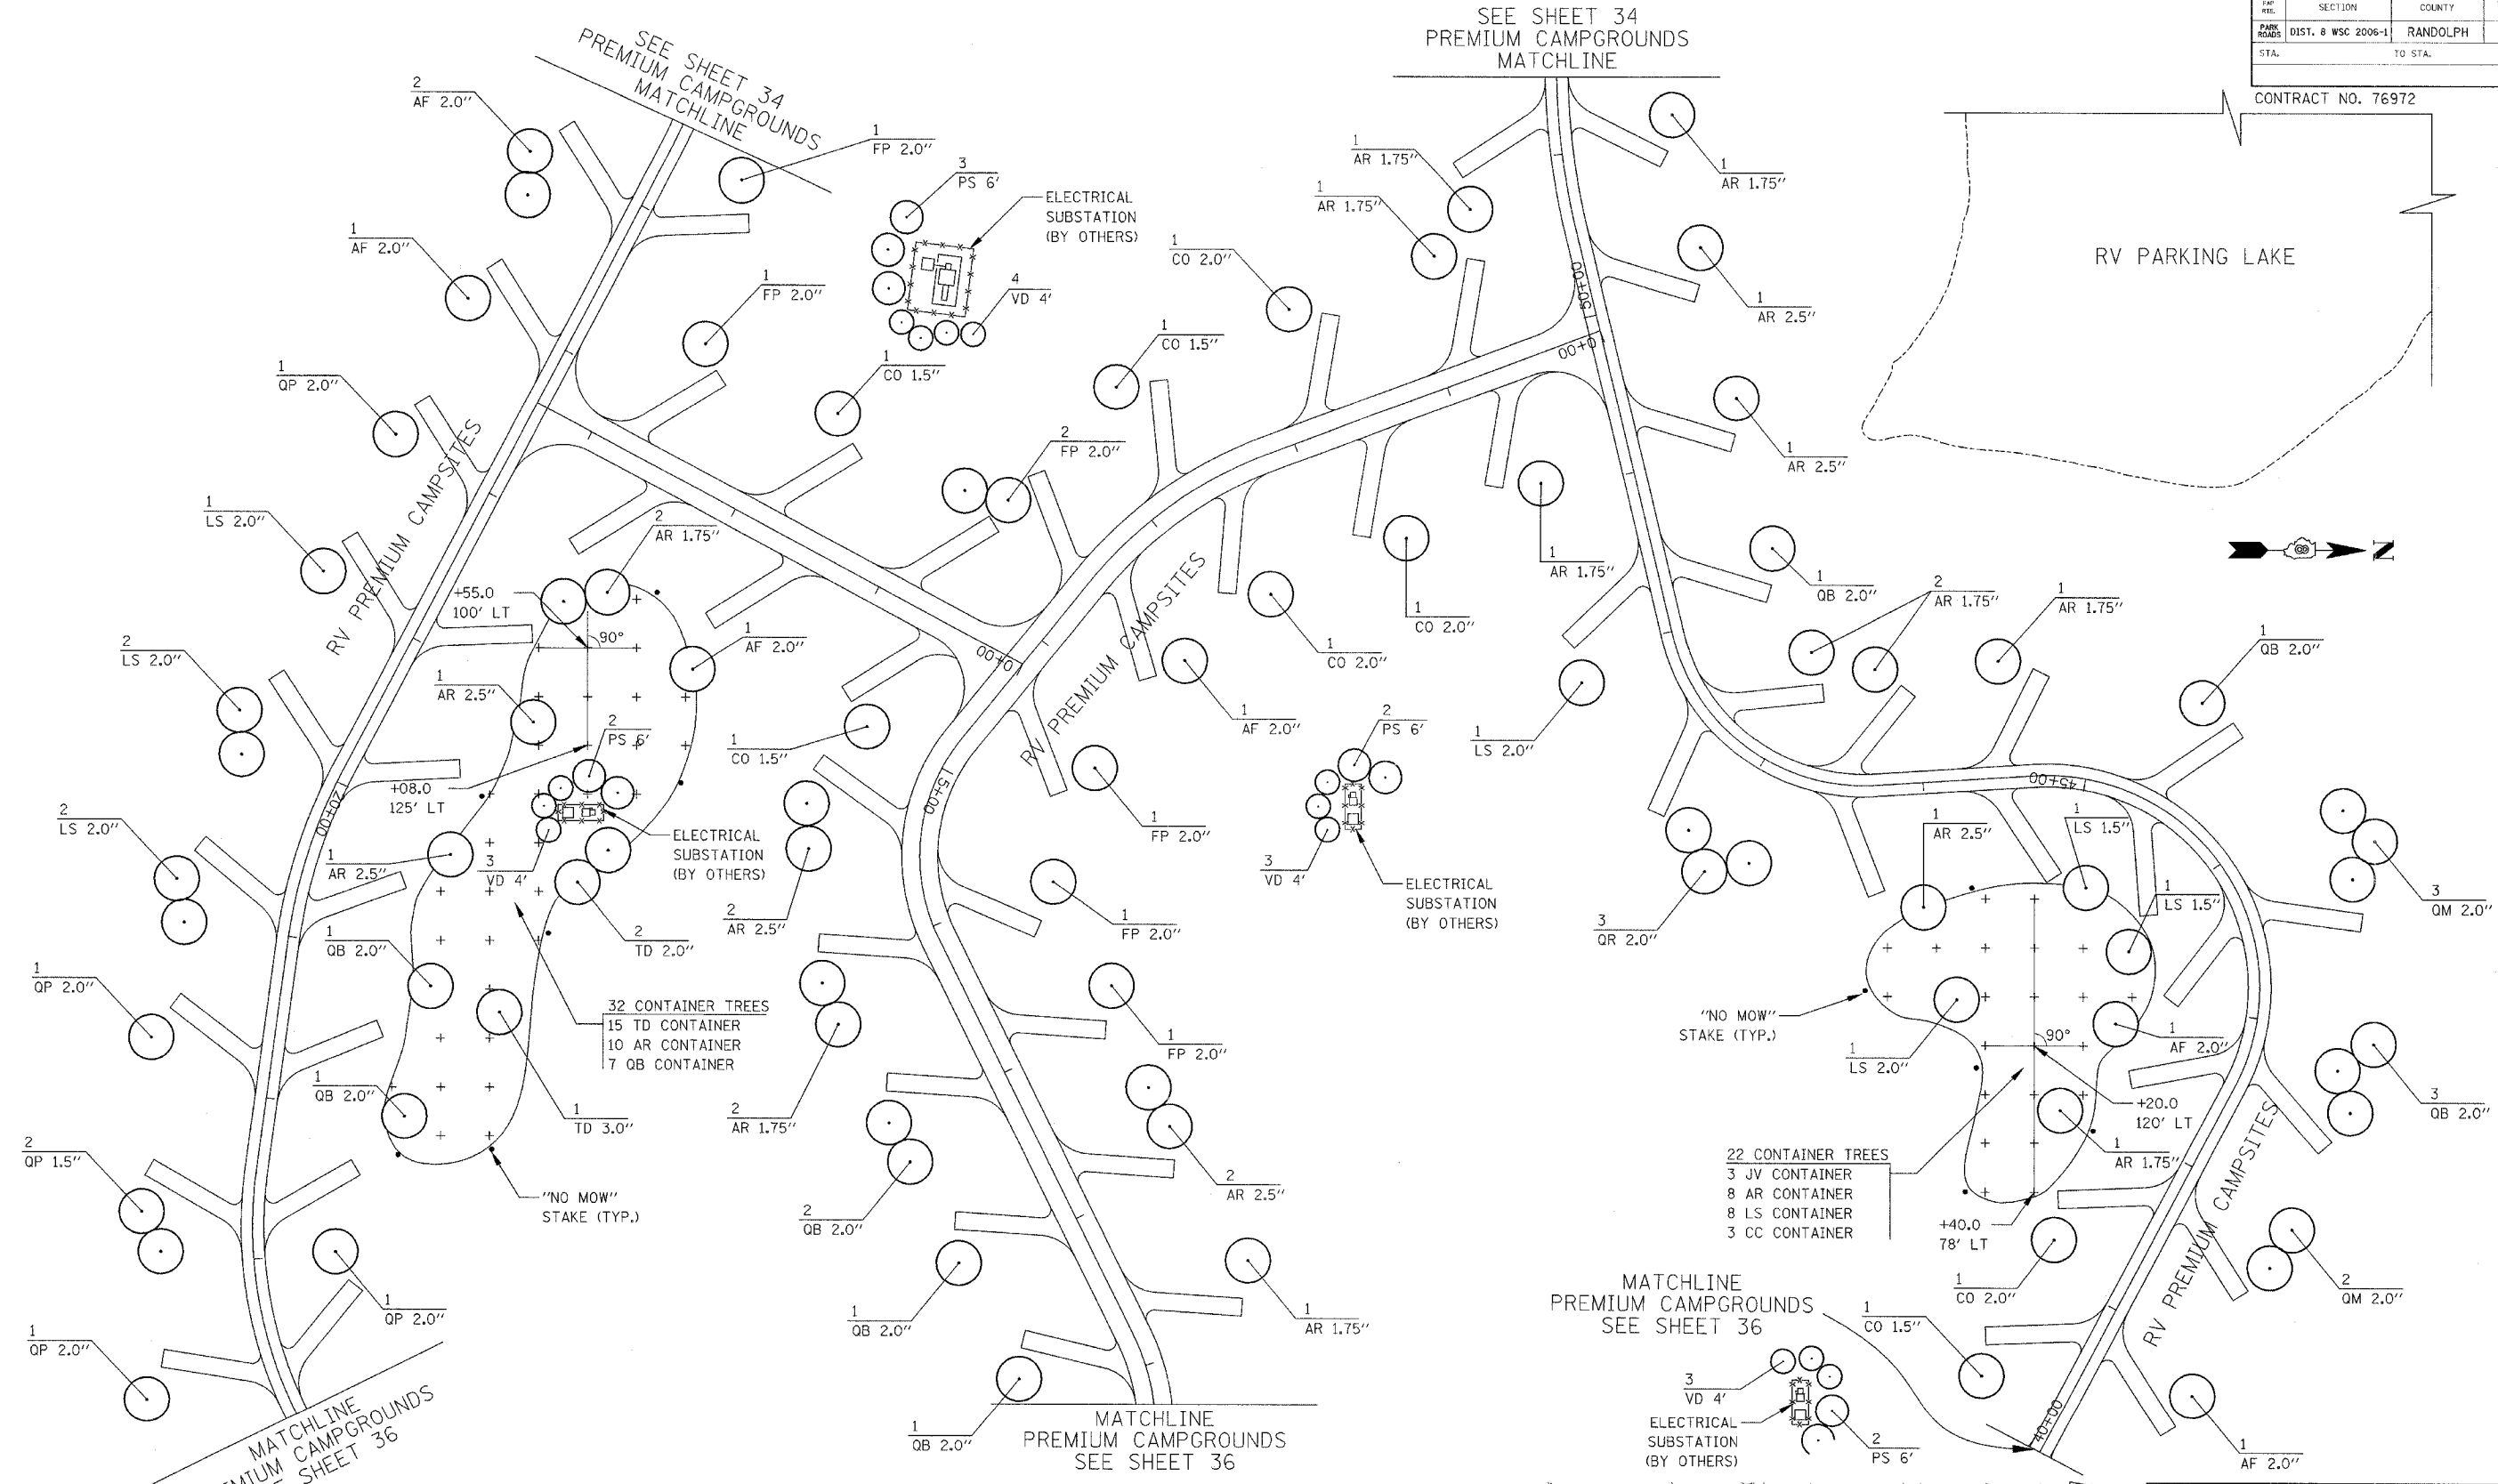 FAP
RTE.
SECTION
COUNTY
PARK
ROADS
DIST. 8 WSC 2006-1
RANDOLPH
STA.
TO STA.
CONTRACT NO. 76972
SEE SHEET 34
PREMIUM CAMPGROUNDS
MATCHLINE
SEE SHEET 34
PREMIUM CAMPGROUNDS
MATCHLINE
2
AF 2.0"
1
FP 2.0"
3
PS 6'
ELECTRICAL
SUBSTATION
(BY OTHERS)
1
AR 1.75"
1
AR 1.75"
1
AR 1.75"
1
AF 2.0"
1
FP 2.0"
4
VD 4'
1
CO 2.0"
1
AR 2.5"
RV PARKING LAKE
50+00
0+00
1
CO 1.5"
1
CO 1.5"
1
QP 2.0"
2
FP 2.0"
1
AR 2.5"
RV PREMIUM CAMPSITES
1
LS 2.0"
2
AR 1.75"
1
AR 1.75"
N
1
QB 2.0"
2
AR 1.75"
1
AR 1.75"
+55.0
100' LT
90°
1
CO 2.0"
1
QB 2.0"
2
LS 2.0"
1
AF 2.0"
0+00
RV PREMIUM CAMPSITES
1
CO 2.0"
1
AR 2.5"
1
AF 2.0"
2
PS 6'
1
LS 2.0"
2
PS 6'
1
CO 1.5"
+08.0
125' LT
20+00
15+00
45+00
2
LS 2.0"
ELECTRICAL
SUBSTATION
(BY OTHERS)
1
FP 2.0"
1
AR 2.5"
1
LS 1.5"
1
AR 2.5"
3
VD 4'
3
VD 4'
ELECTRICAL
SUBSTATION
(BY OTHERS)
1
LS 1.5"
3
QM 2.0"
2
AR 2.5"
1
FP 2.0"
3
QR 2.0"
1
QB 2.0"
2
TD 2.0"
1
QP 2.0"
32 CONTAINER TREES
15 TD CONTAINER
10 AR CONTAINER
7 QB CONTAINER
1
FP 2.0"
"NO MOW"
STAKE (TYP.)
1
LS 2.0"
90°
1
AF 2.0"
1
QB 2.0"
1
TD 3.0"
2
AR 1.75"
+20.0
120' LT
3
QB 2.0"
2
QP 1.5"
"NO MOW"
STAKE (TYP.)
2
AR 2.5"
22 CONTAINER TREES
3 JV CONTAINER
8 AR CONTAINER
8 LS CONTAINER
3 CC CONTAINER
1
AR 1.75"
RV PREMIUM CAMPSITES
2
QB 2.0"
+40.0
78' LT
1
QP 2.0"
1
QB 2.0"
1
AR 1.75"
MATCHLINE
PREMIUM CAMPGROUNDS
SEE SHEET 36
1
CO 2.0"
2
QM 2.0"
1
QP 2.0"
1
CO 1.5"
3
VD 4'
ELECTRICAL
SUBSTATION
(BY OTHERS)
2
PS 6'
40+00
1
AF 2.0"
1
QB 2.0"
MATCHLINE
PREMIUM CAMPGROUNDS
SEE SHEET 36
MATCHLINE
CAMPGROUNDS
SHEET 36